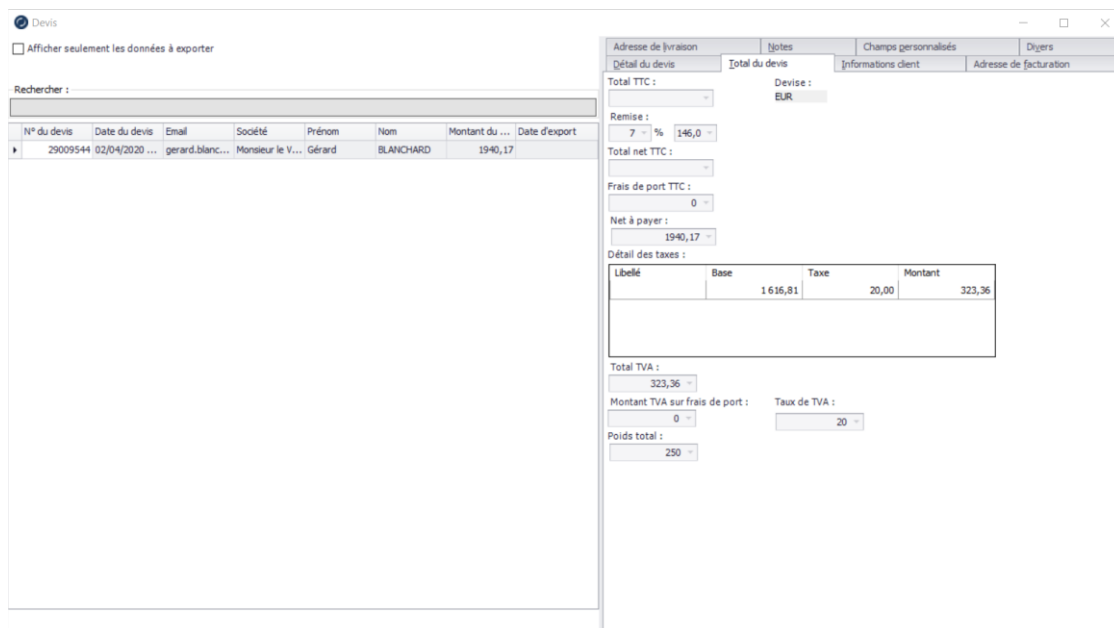 Devis
Afficher seulement les données à exporter
Rechercher :
N° du devis Date du devis Email Société Prénom Nom Montant du ... Date d'export
29009544 02/04/2020 ... gerard.blanc... Monsieur le V... Gérard BLANCHARD 1940,17
Adresse de livraison Notes Champs personnalisés Divers
Détail du devis Total du devis Informations client Adresse de facturation
Total TTC : Devise :
EUR
Remise :
7 % 146,0
Total net TTC :
Frais de port TTC :
0
Net à payer :
1940,17
Détail des taxes :
Libellé Base Taxe Montant
1 616,81 20,00 323,36
Total TVA :
323,36
Montant TVA sur frais de port : Taux de TVA :
0 20
Poids total :
250